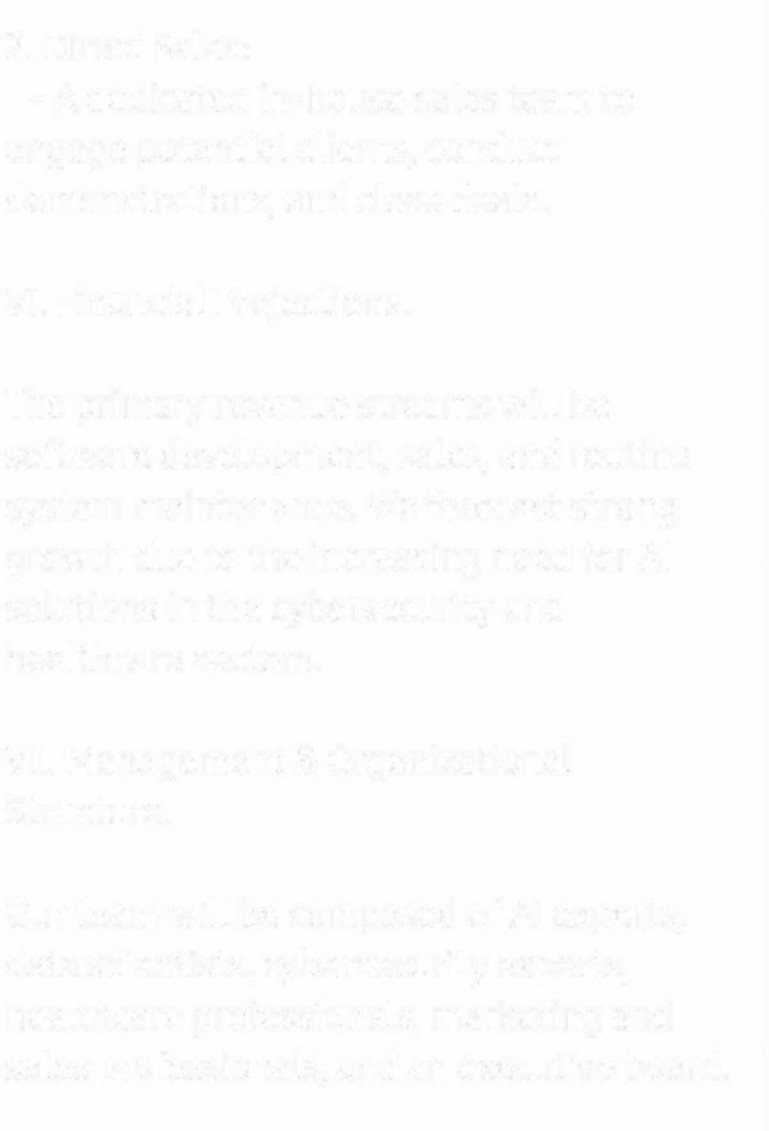 2. Direct Sales:
- A dedicated in-house sales team to
engage potential clients, conduct
demonstrations, and close deals.
VI. Financial Projections.
The primary revenue streams will be
software development, sales, and routine
system maintenance. We forecast strong
growth due to the increasing need for AI
solutions in the cybersecurity and
healthcare sectors.
VII. Management & Organizational
Structure.
Our team will be composed of AI experts,
data scientists, cybersecurity experts,
healthcare professionals, marketing and
sales professionals, and an executive board.